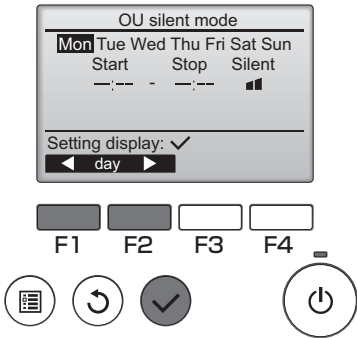 OU silent mode
Mon Tue Wed Thu Fri Sat Sun
Start Stop Silent
--:-- - --:--
Setting display: ✓
◀ day ▶
F1 F2 F3 F4